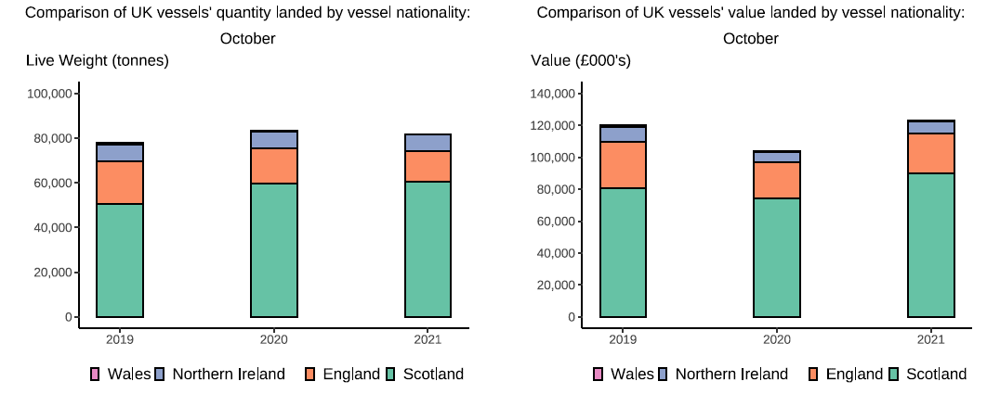 Comparison of UK vessels' quantity landed by vessel nationality:
October
Live Weight (tonnes)
100,000
80,000
60,000
40,000
20,000
0
2019 2020 2021
Wales Northern Ireland England Scotland
Comparison of UK vessels' value landed by vessel nationality:
October
Value (£000's)
140,000
120,000
100,000
80,000
60,000
40,000
20,000
0
2019 2020 2021
Wales Northern Ireland England Scotland